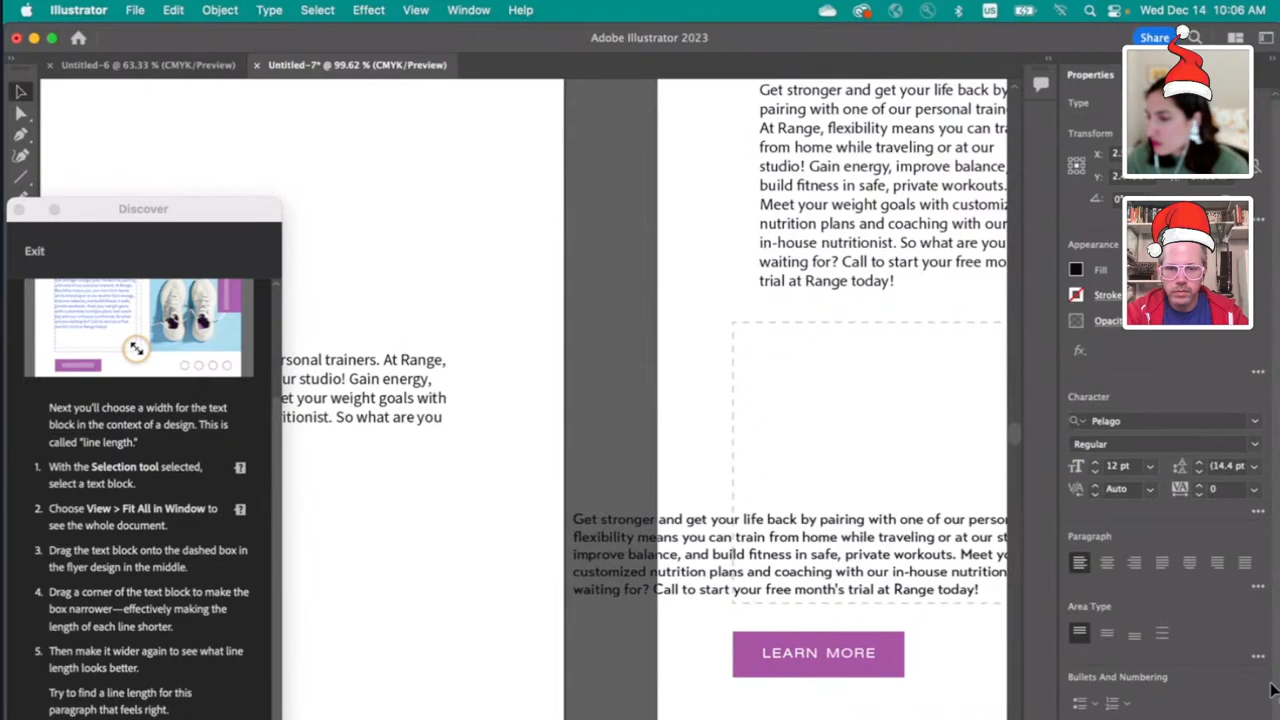 Illustrator File Edit Object Type Select Effect View Window Help
US
Wed Dec 14 10:06 AM
Adobe Illustrator 2023
Share
× Untitled-6 @ 63.33 % (CMYK/Preview)
× Untitled-7* @ 99.62 % (CMYK/Preview)
Discover
Exit
Next you'll choose a width for the text
block in the context of a design. This is
called "line length."
1. With the Selection tool selected,
select a text block.
2. Choose View > Fit All in Window to
see the whole document.
3. Drag the text block onto the dashed box in
the flyer design in the middle.
4. Drag a corner of the text block to make the
box narrower—effectively making the
length of each line shorter.
5. Then make it wider again to see what line
length looks better.
Try to find a line length for this
paragraph that feels right.
rsonal trainers. At Range,
ur studio! Gain energy,
et your weight goals with
ritionist. So what are you
Get stronger and get your life back by
pairing with one of our personal train
At Range, flexibility means you can tra
from home while traveling or at our
studio! Gain energy, improve balance,
build fitness in safe, private workouts.
Meet your weight goals with customiz
nutrition plans and coaching with our
in-house nutritionist. So what are you
waiting for? Call to start your free mo
trial at Range today!
Get stronger and get your life back by pairing with one of our person
flexibility means you can train from home while traveling or at our st
improve balance, and build fitness in safe, private workouts. Meet yo
customized nutrition plans and coaching with our in-house nutrition
waiting for? Call to start your free month's trial at Range today!
LEARN MORE
Properties
Type
Transform
X: 2.
Y: 2.
Appearance
Fill
Stroke
Opaci
fx.
Character
Pelago
Regular
12 pt
(14.4 pt
Auto
0
Paragraph
Area Type
Bullets And Numbering